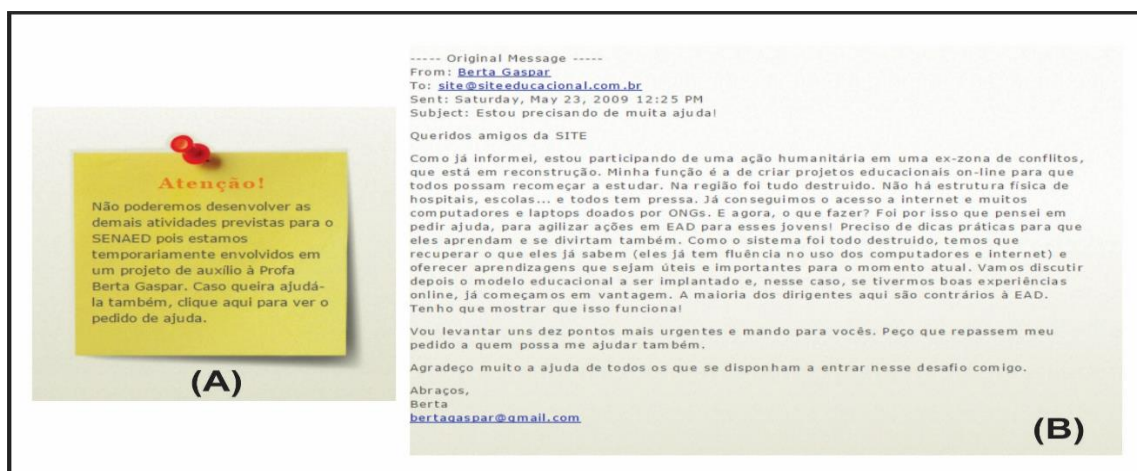 Atenção!
Não poderemos desenvolver as
demais atividades previstas para o
SENAED pois estamos
temporariamente envolvidos em
um projeto de auxílio à Profa
Berta Gaspar. Caso queira ajudá-
la também, clique aqui para ver o
pedido de ajuda.
(A)
----- Original Message -----
From: Berta Gaspar
To: site@siteeducacional.com.br
Sent: Saturday, May 23, 2009 12:25 PM
Subject: Estou precisando de muita ajuda!
Queridos amigos da SITE
Como já informei, estou participando de uma ação humanitária em uma ex-zona de conflitos,
que está em reconstrução. Minha função é a de criar projetos educacionais on-line para que
todos possam recomeçar a estudar. Na região foi tudo destruido. Não há estrutura física de
hospitais, escolas... e todos tem pressa. Já conseguimos o acesso a internet e muitos
computadores e laptops doados por ONGs. E agora, o que fazer? Foi por isso que pensei em
pedir ajuda, para agilizar ações em EAD para esses jovens! Preciso de dicas práticas para que
eles aprendam e se divirtam também. Como o sistema foi todo destruido, temos que
recuperar o que eles já sabem (eles já tem fluência no uso dos computadores e internet) e
oferecer aprendizagens que sejam úteis e importantes para o momento atual. Vamos discutir
depois o modelo educacional a ser implantado e, nesse caso, se tivermos boas experiências
online, já começamos em vantagem. A maioria dos dirigentes aqui são contrários à EAD.
Tenho que mostrar que isso funciona!
Vou levantar uns dez pontos mais urgentes e mando para vocês. Peço que repassem meu
pedido a quem possa me ajudar também.
Agradeço muito a ajuda de todos os que se disponham a entrar nesse desafio comigo.
Abraços,
Berta
bertagaspar@gmail.com
(B)